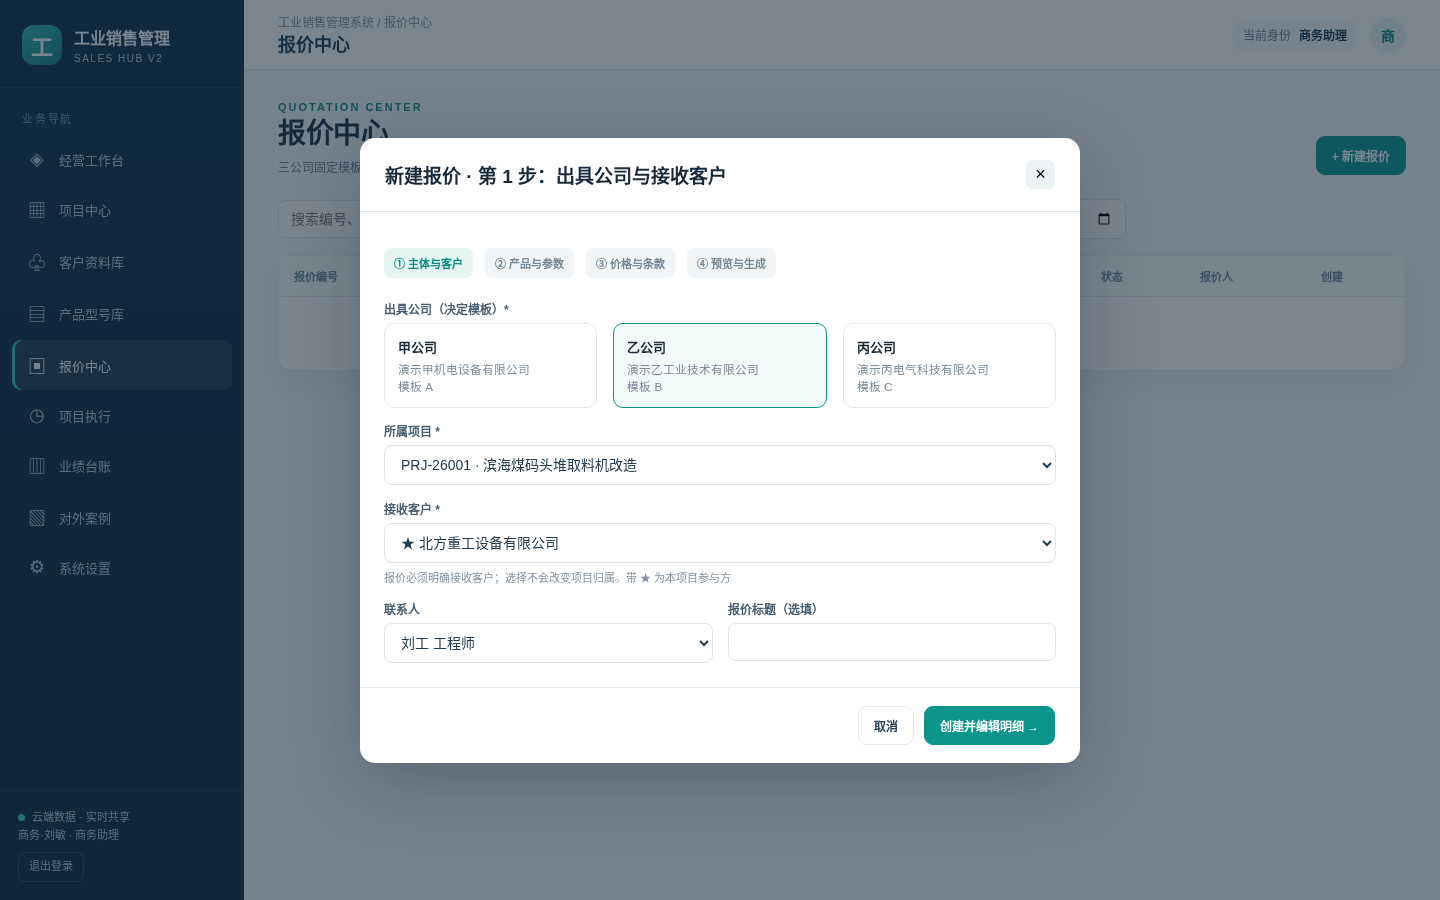 工
工业销售管理
SALES HUB V2
业务导航
经营工作台
项目中心
客户资料库
产品型号库
报价中心
项目执行
业绩台账
对外案例
系统设置
云端数据 · 实时共享
商务·刘敏 · 商务助理
退出登录
工业销售管理系统 / 报价中心
报价中心
当前身份 商务助理
商
QUOTATION CENTER
报价中心
三公司固定模板
+ 新建报价
搜索编号、
报价编号
状态
报价人
创建
新建报价 · 第 1 步：出具公司与接收客户
×
① 主体与客户
② 产品与参数
③ 价格与条款
④ 预览与生成
出具公司（决定模板）*
甲公司
演示甲机电设备有限公司
模板 A
乙公司
演示乙工业技术有限公司
模板 B
丙公司
演示丙电气科技有限公司
模板 C
所属项目 *
PRJ-26001 · 滨海煤码头堆取料机改造
接收客户 *
★ 北方重工设备有限公司
报价必须明确接收客户；选择不会改变项目归属。带 ★ 为本项目参与方
联系人
刘工 工程师
报价标题（选填）
取消
创建并编辑明细 →